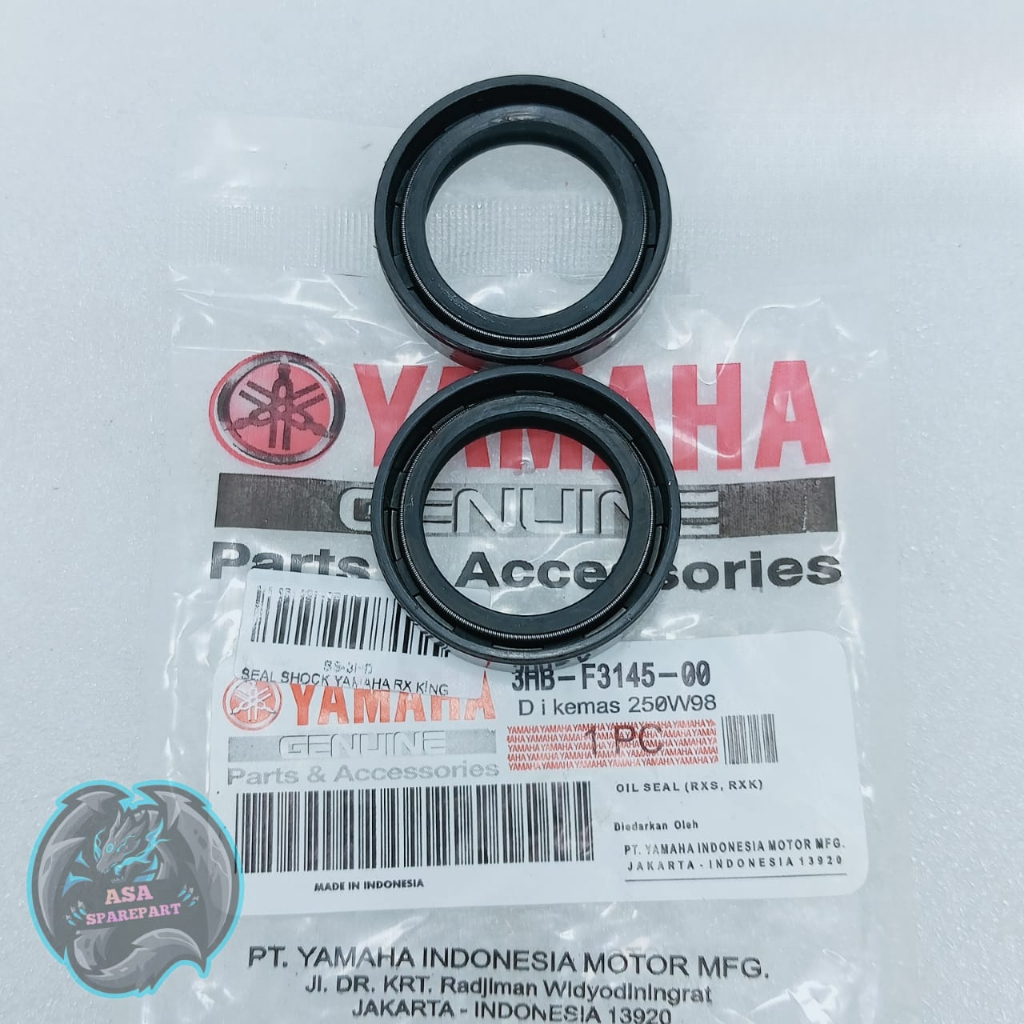 YAMAHA
GENUINE
Parts & Accessories
SEAL SHOCK YAMAHA RX KING
3HB-F3145-00
Di kemas 250W98
YAMAHA
GENUINE
Parts & Accessories
1 PC
OIL SEAL (RXS, RXK)
Diedarkan Oleh
PT. YAMAHA INDONESIA MOTOR MFG.
JAKARTA - INDONESIA 13920
MADE IN INDONESIA
ASA
SPAREPART
PT. YAMAHA INDONESIA MOTOR MFG.
Jl. DR. KRT. Radjiman Widyodiningrat
JAKARTA - INDONESIA 13920